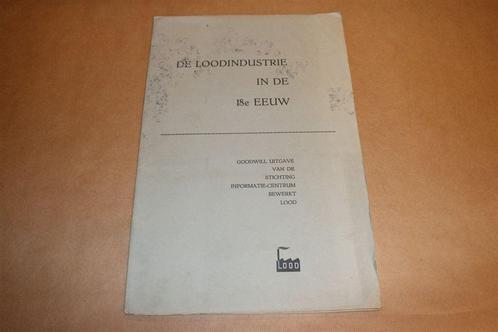 DE LOODINDUSTRIE
IN DE
18e EEUW
GOODWILL UITGAVE
VAN DE
STICHTING
INFORMATIE-CENTRUM
BEWERKT
LOOD
LOOD